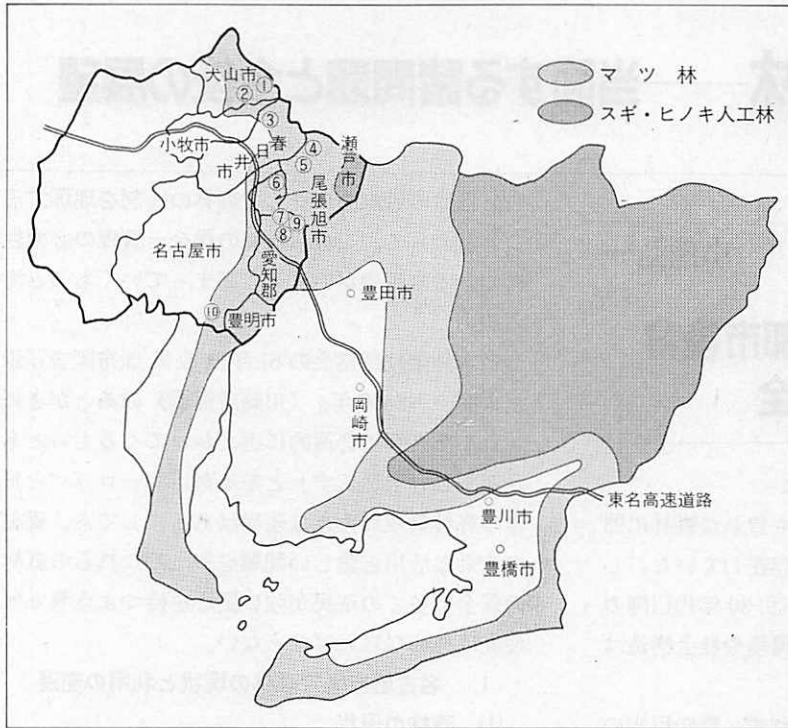 マツ林
スギ・ヒノキ人工林
犬山市
①
②
③
小牧市
春日井市
④
⑤
瀬戸市
⑥
尾張旭市
⑦
⑧
⑨
名古屋市
愛知郡
⑩
豊明市
豊田市
岡崎市
東名高速道路
豊川市
豊橋市